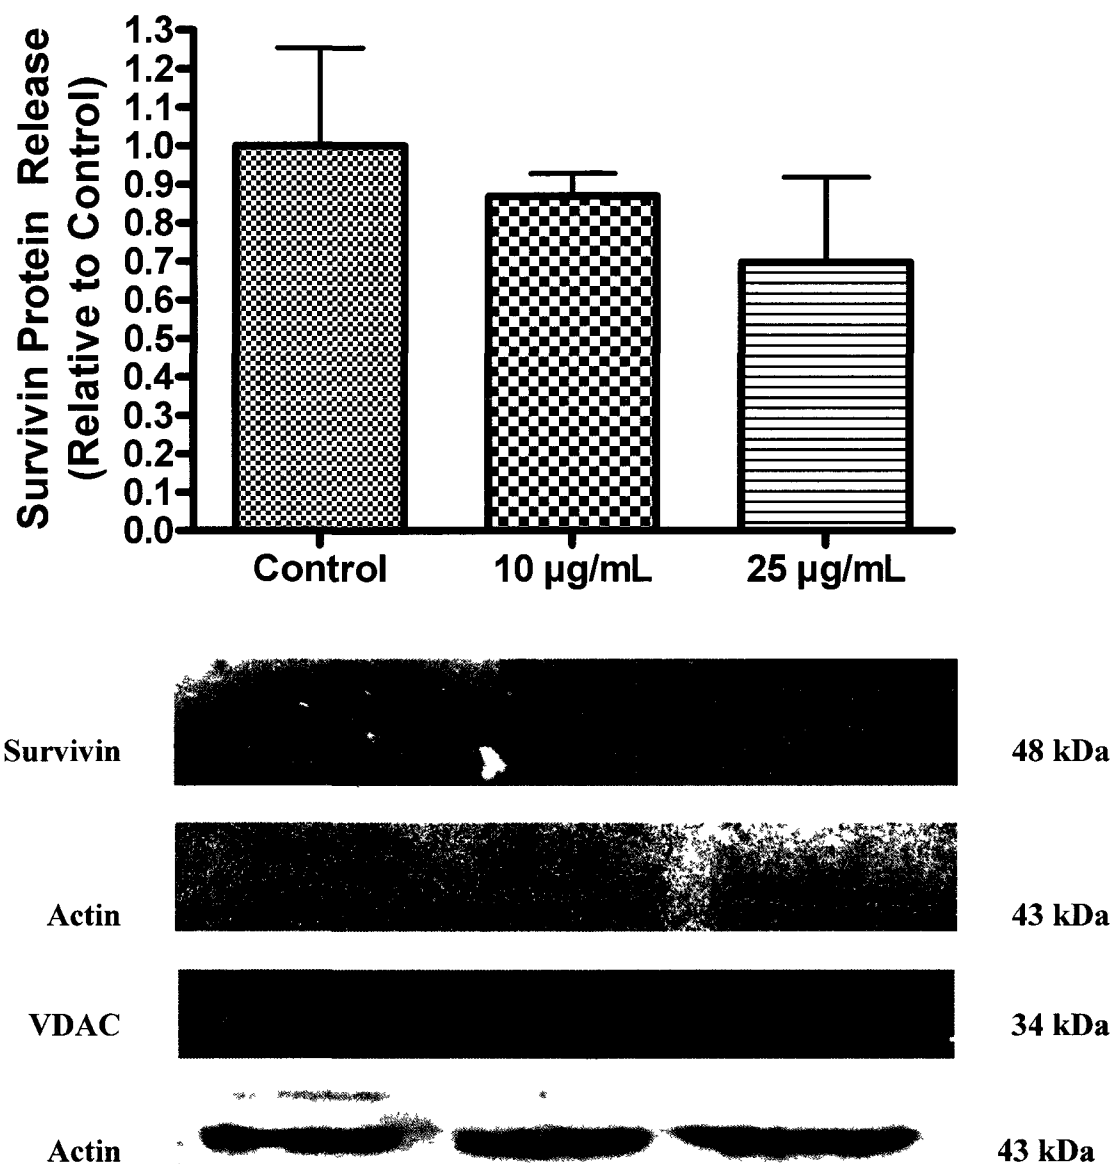 Survivin Protein Release
(Relative to Control)
1.3
1.2
1.1
1.0
0.9
0.8
0.7
0.6
0.5
0.4
0.3
0.2
0.1
0.0
Control 10 µg/mL 25 µg/mL
Survivin 48 kDa
Actin 43 kDa
VDAC 34 kDa
Actin 43 kDa